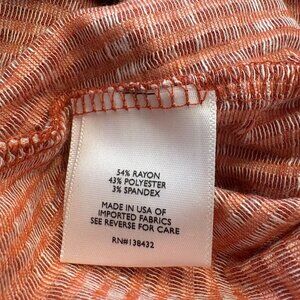 54% RAYON
43% POLYESTER
3% SPANDEX
MADE IN USA OF
IMPORTED FABRICS
SEE REVERSE FOR CARE
RN#138432